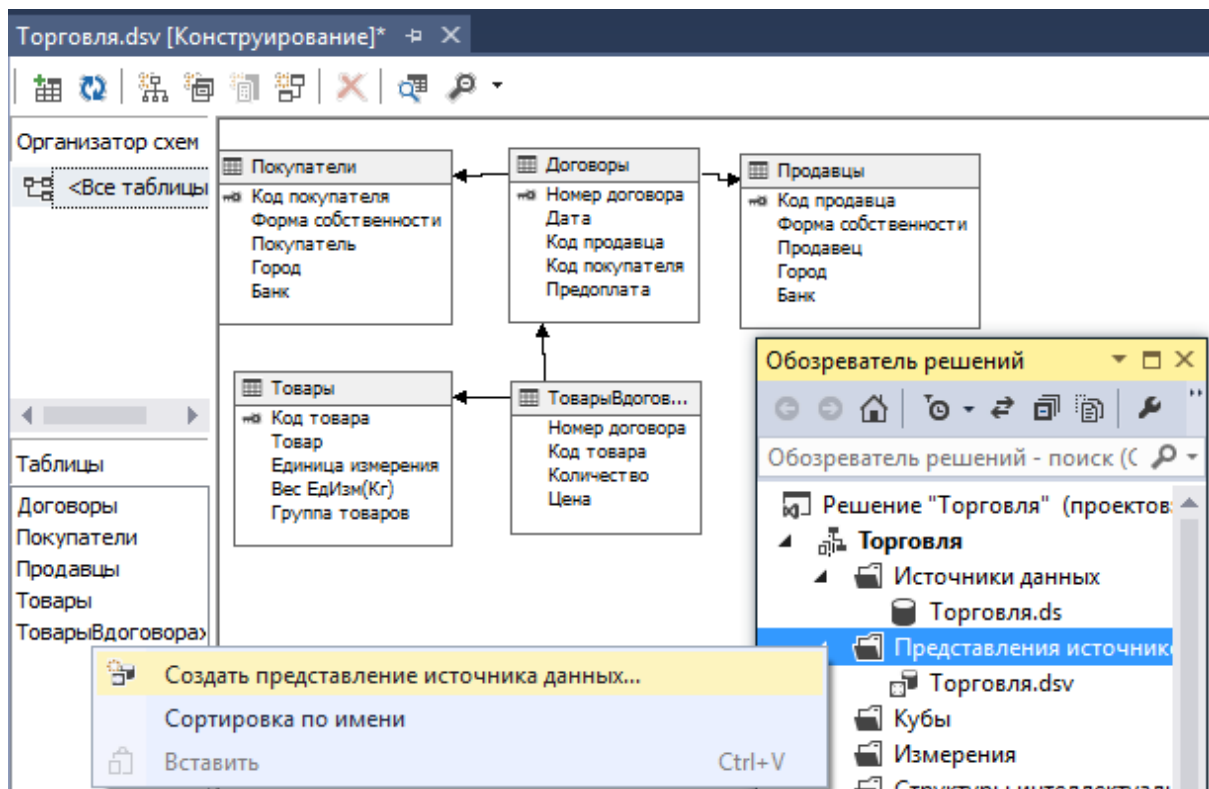 Торговля.dsv [Конструирование]*
Организатор схем
<Все таблицы
Покупатели
Код покупателя
Форма собственности
Покупатель
Город
Банк
Договоры
Номер договора
Дата
Код продавца
Код покупателя
Предоплата
Продавцы
Код продавца
Форма собственности
Продавец
Город
Банк
Товары
Код товара
Товар
Единица измерения
Вес ЕдИзм(Кг)
Группа товаров
ТоварыВдогов...
Номер договора
Код товара
Количество
Цена
Таблицы
Договоры
Покупатели
Продавцы
Товары
ТоварыВдоговорах
Обозреватель решений
Обозреватель решений - поиск (C
Решение "Торговля" (проектов:
Торговля
Источники данных
Торговля.ds
Представления источнико
Торговля.dsv
Кубы
Измерения
Структуры интеллектуаль
Создать представление источника данных...
Сортировка по имени
Вставить Ctrl+V